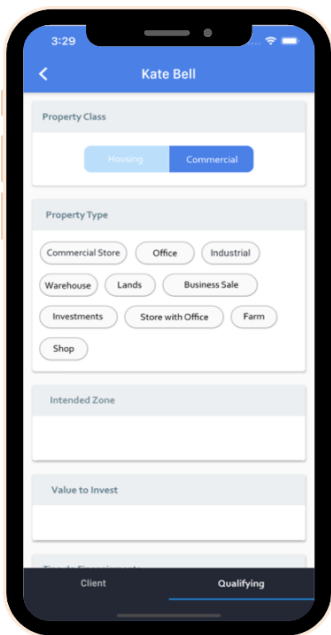 3:29
Kate Bell
Property Class
Housing Commercial
Property Type
Commercial Store Office Industrial
Warehouse Lands Business Sale
Investments Store with Office Farm
Shop
Intended Zone
Value to Invest
Client Qualifying